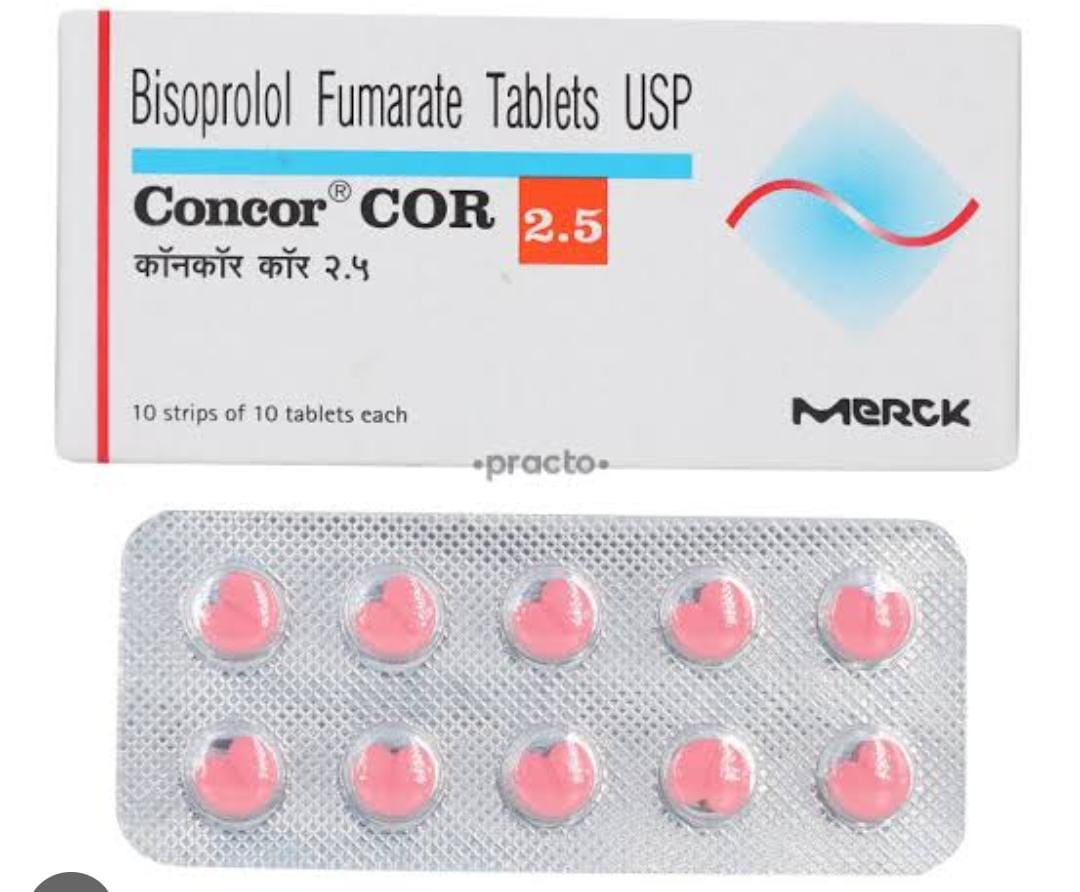 Bisoprolol Fumarate Tablets USP
Concor® COR 2.5
कॉनकॉर कॉर २.५
10 strips of 10 tablets each
MERCK
•practo•